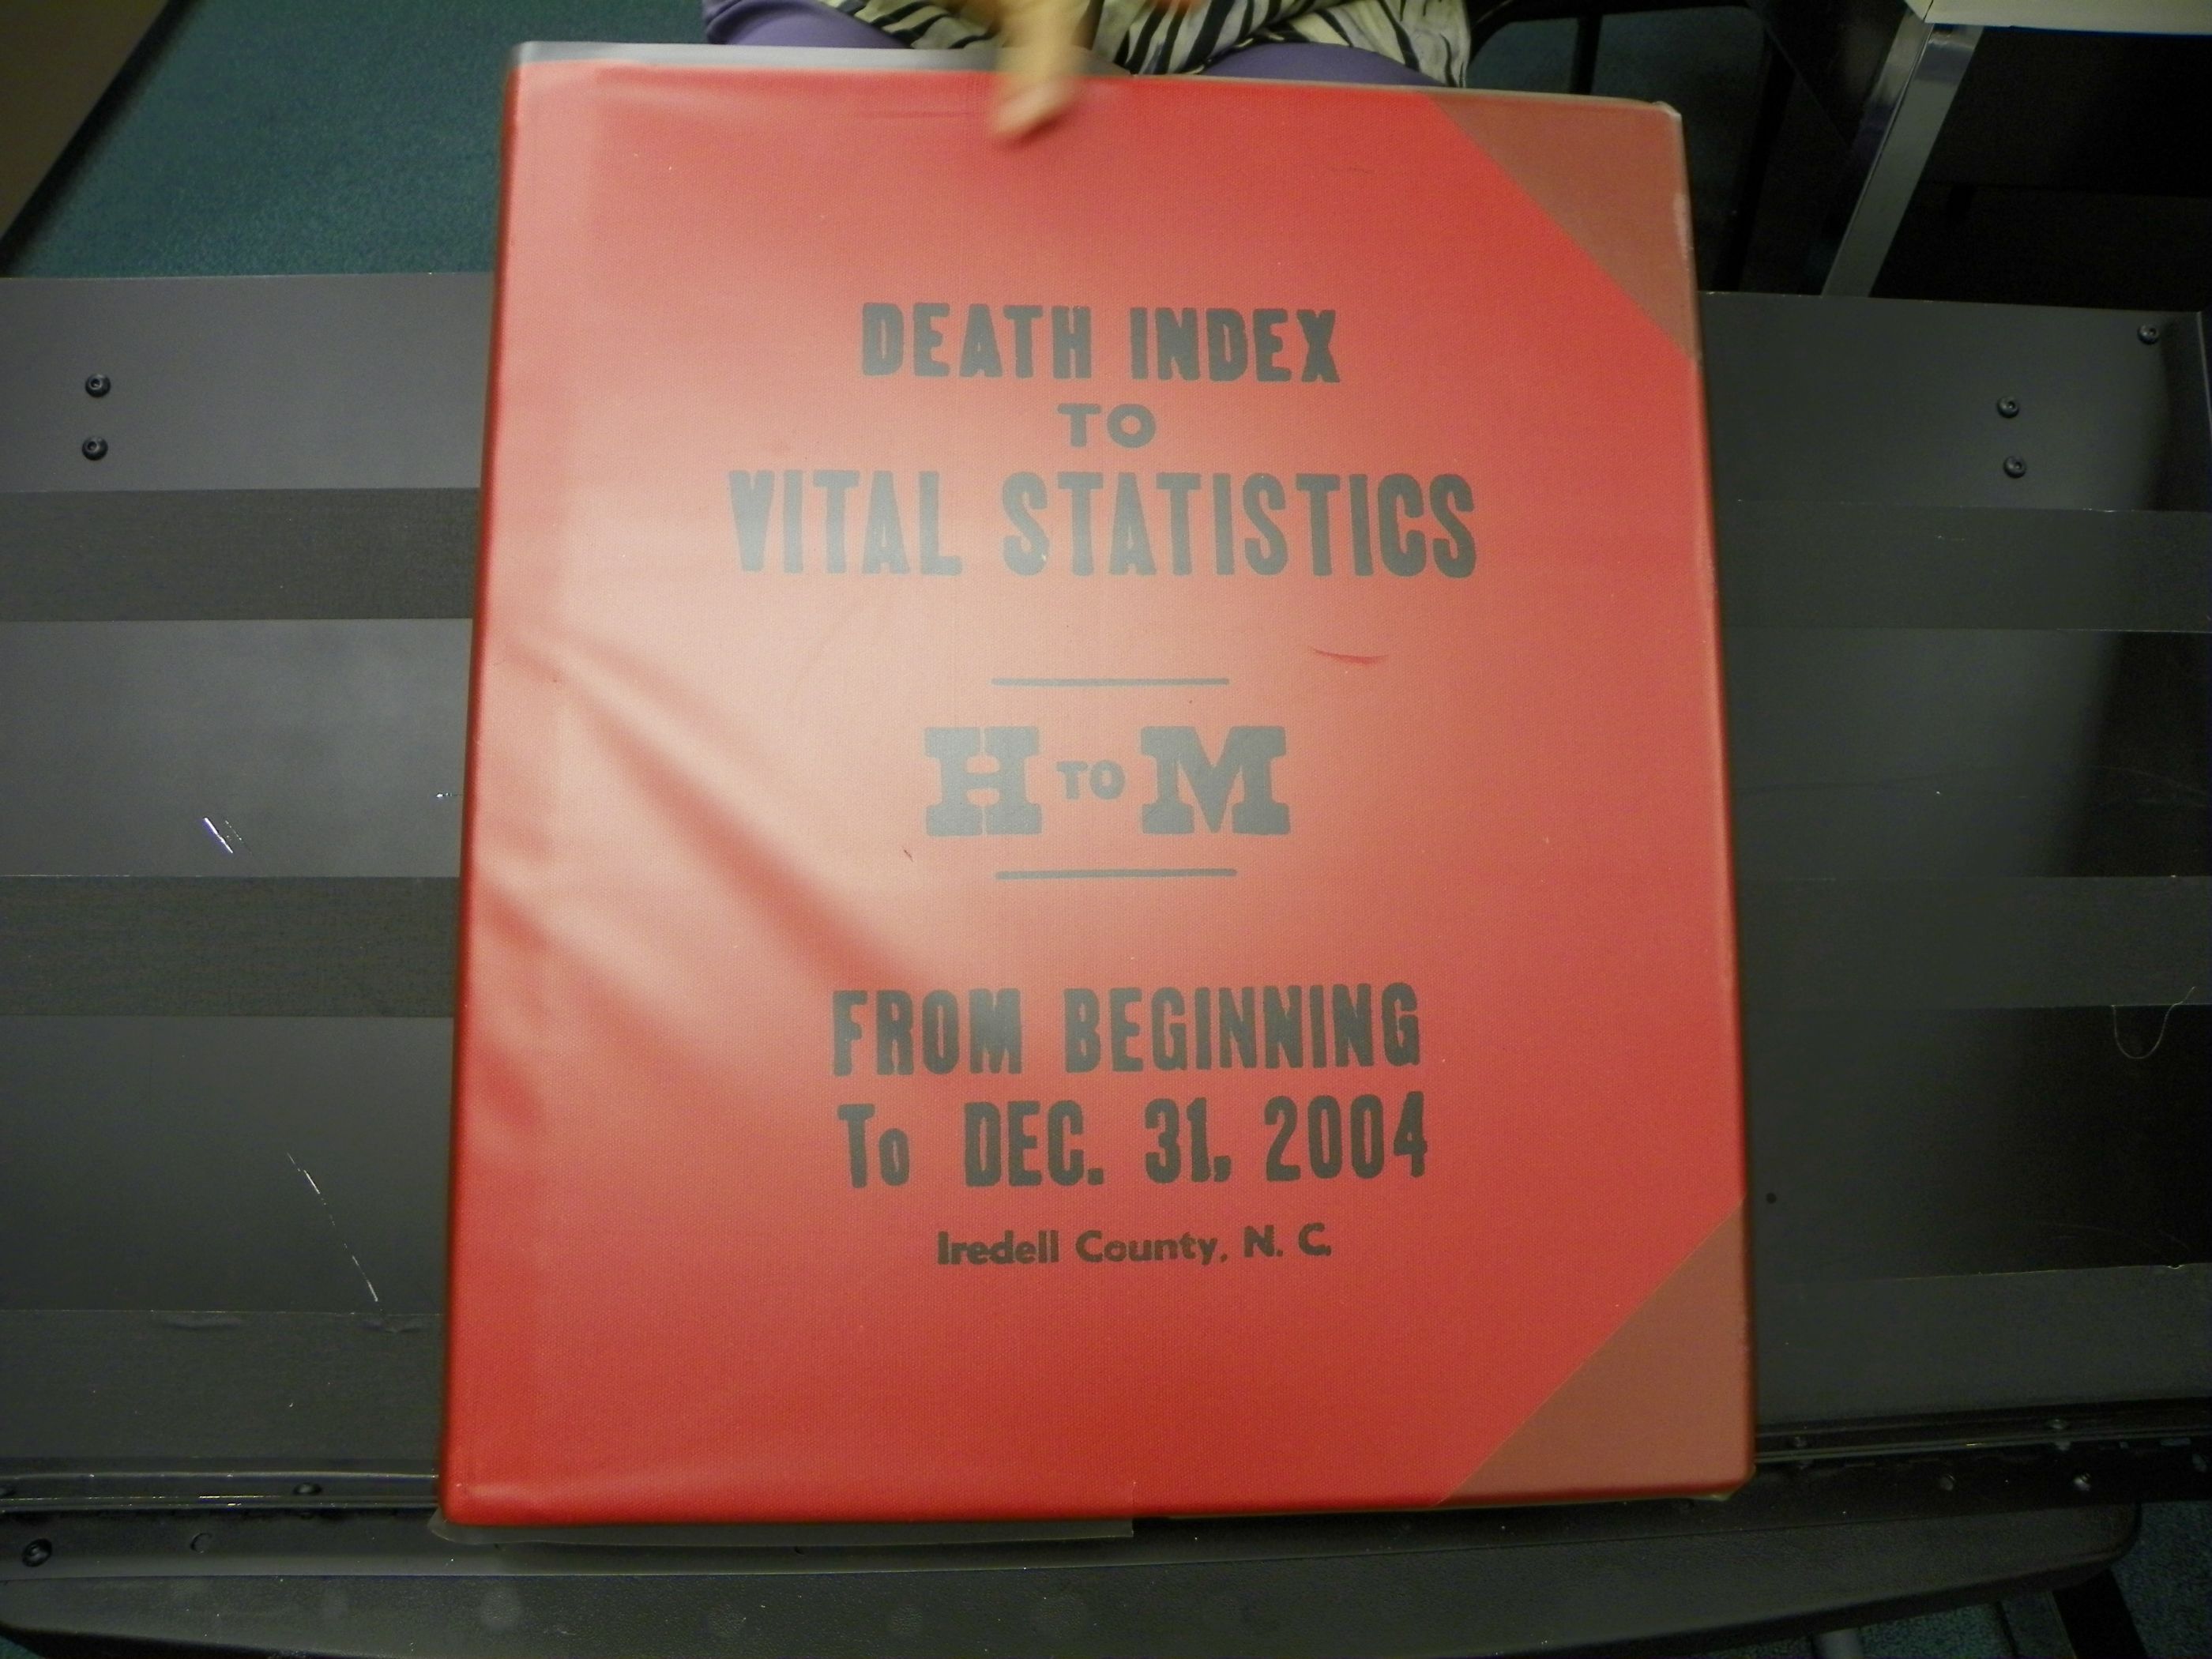 DEATH INDEX
TO
VITAL STATISTICS
H TO M
FROM BEGINNING
To DEC. 31, 2004
Iredell County, N. C.